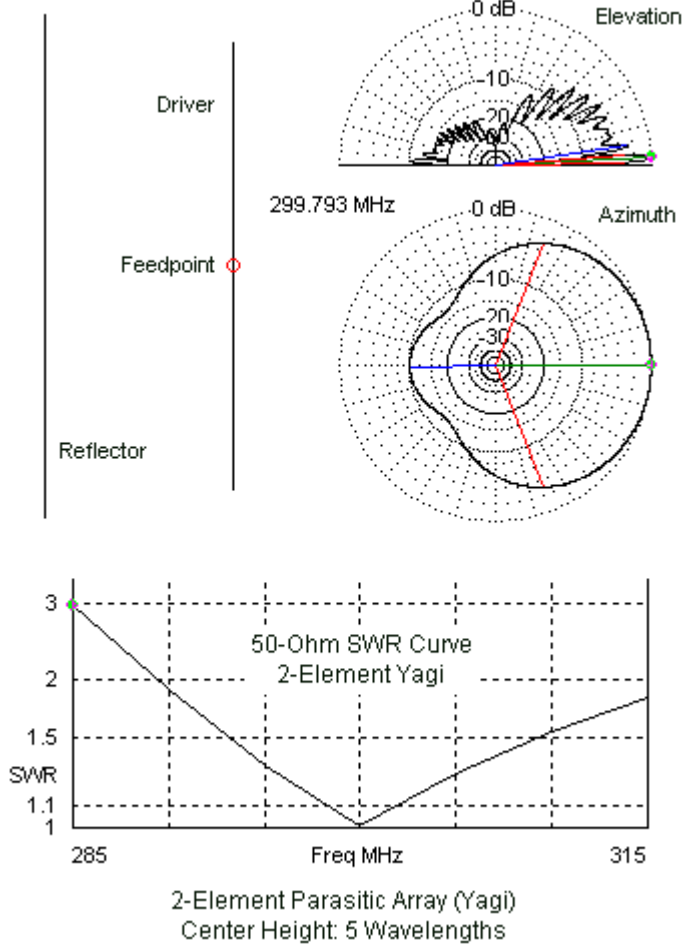 0 dB
Elevation
-10
20
30
Driver
299.793 MHz
0 dB
Azimuth
-10
20
30
Feedpoint
Reflector
3
2
1.5
SWR
1.1
1
50-Ohm SWR Curve
2-Element Yagi
285
Freq MHz
315
2-Element Parasitic Array (Yagi)
Center Height: 5 Wavelengths